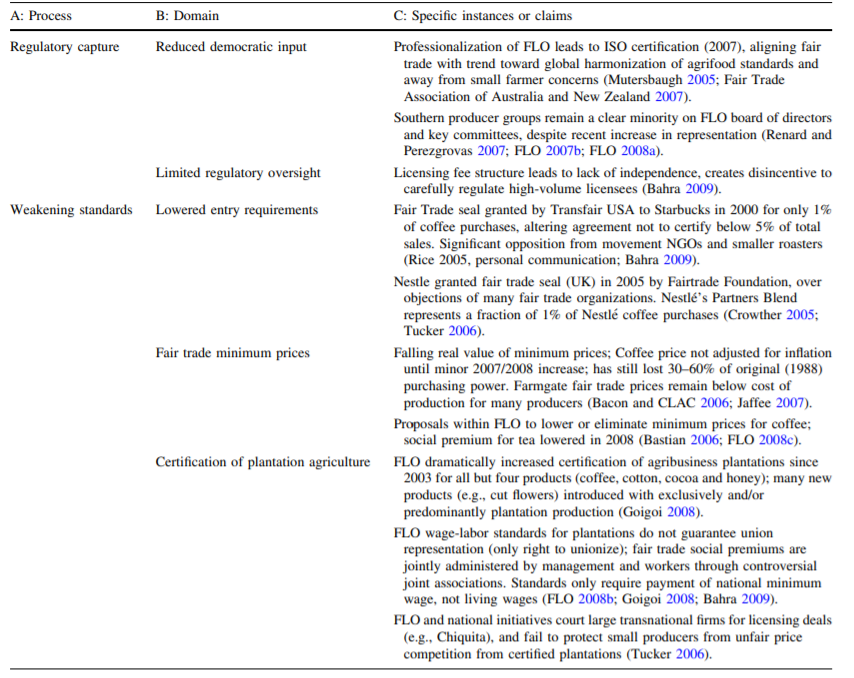 A: Process B: Domain C: Specific instances or claims
Regulatory capture Reduced democratic input Professionalization of FLO leads to ISO certification (2007), aligning fair
trade with trend toward global harmonization of agrifood standards and
away from small farmer concerns (Mutersbaugh 2005; Fair Trade
Association of Australia and New Zealand 2007).
Southern producer groups remain a clear minority on FLO board of directors
and key committees, despite recent increase in representation (Renard and
Perezgrovas 2007; FLO 2007b; FLO 2008a).
Limited regulatory oversight Licensing fee structure leads to lack of independence, creates disincentive to
carefully regulate high-volume licensees (Bahra 2009).
Weakening standards Lowered entry requirements Fair Trade seal granted by Transfair USA to Starbucks in 2000 for only 1%
of coffee purchases, altering agreement not to certify below 5% of total
sales. Significant opposition from movement NGOs and smaller roasters
(Rice 2005, personal communication; Bahra 2009).
Nestle granted fair trade seal (UK) in 2005 by Fairtrade Foundation, over
objections of many fair trade organizations. Nestlé's Partners Blend
represents a fraction of 1% of Nestlé coffee purchases (Crowther 2005;
Tucker 2006).
Fair trade minimum prices Falling real value of minimum prices; Coffee price not adjusted for inflation
until minor 2007/2008 increase; has still lost 30–60% of original (1988)
purchasing power. Farmgate fair trade prices remain below cost of
production for many producers (Bacon and CLAC 2006; Jaffee 2007).
Proposals within FLO to lower or eliminate minimum prices for coffee;
social premium for tea lowered in 2008 (Bastian 2006; FLO 2008c).
Certification of plantation agriculture FLO dramatically increased certification of agribusiness plantations since
2003 for all but four products (coffee, cotton, cocoa and honey); many new
products (e.g., cut flowers) introduced with exclusively and/or
predominantly plantation production (Goigoi 2008).
FLO wage-labor standards for plantations do not guarantee union
representation (only right to unionize); fair trade social premiums are
jointly administered by management and workers through controversial
joint associations. Standards only require payment of national minimum
wage, not living wages (FLO 2008b; Goigoi 2008; Bahra 2009).
FLO and national initiatives court large transnational firms for licensing deals
(e.g., Chiquita), and fail to protect small producers from unfair price
competition from certified plantations (Tucker 2006).